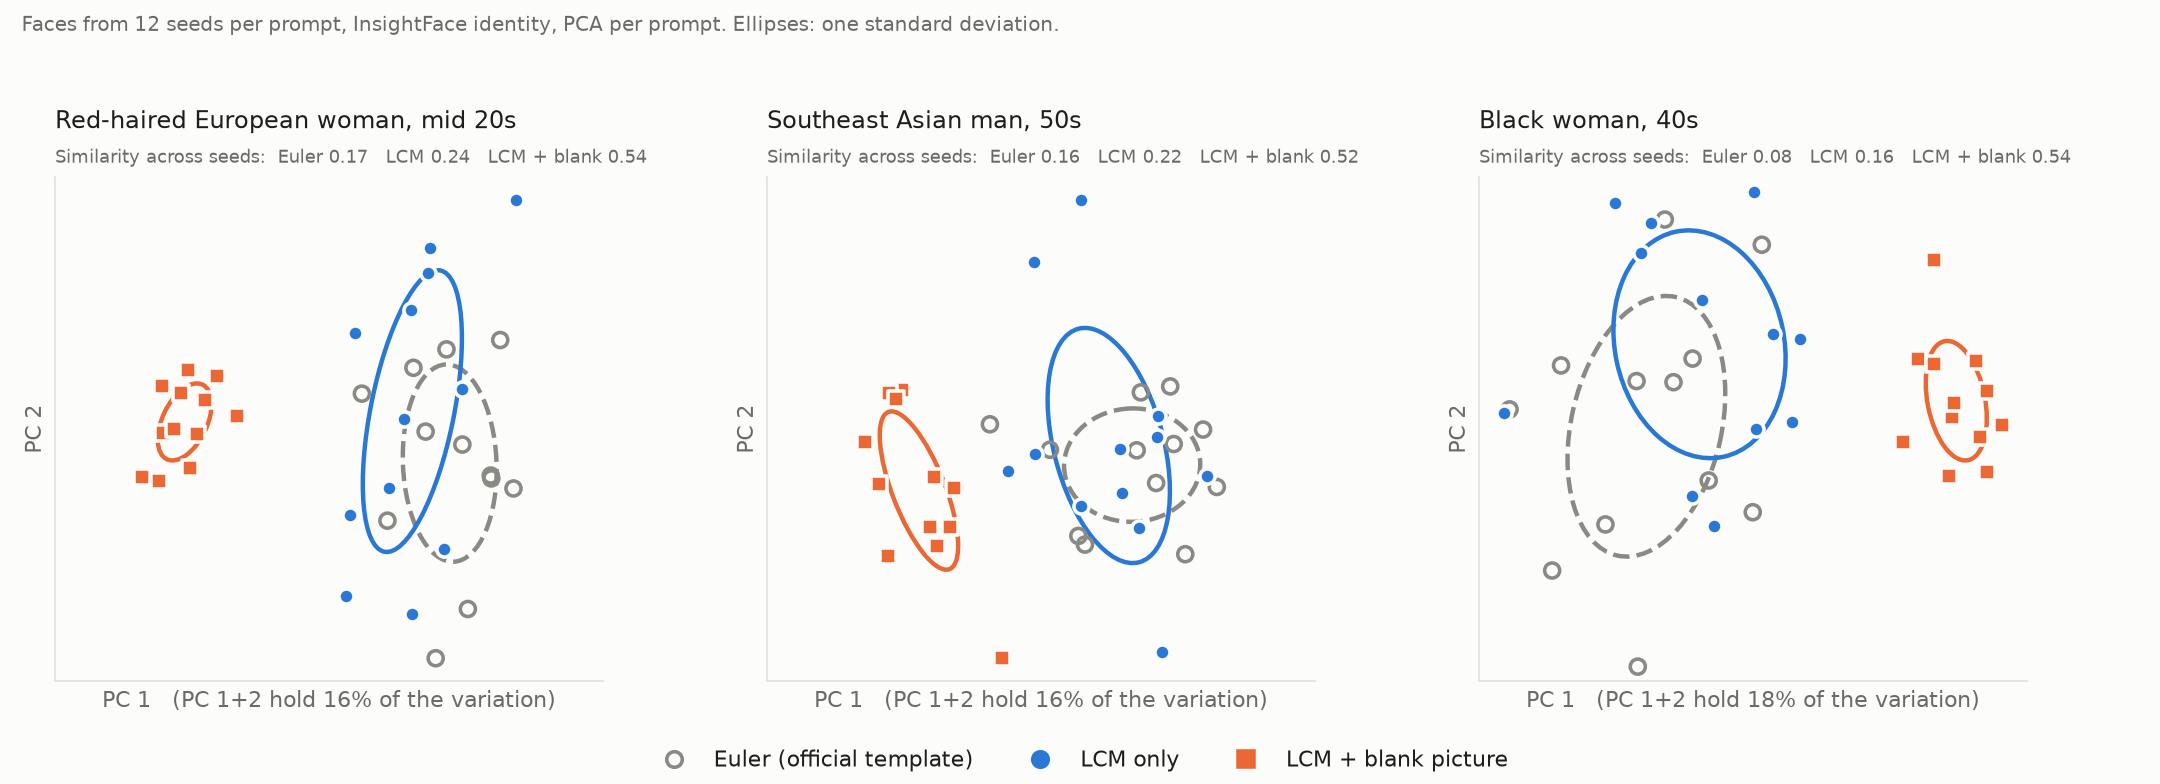 Faces from 12 seeds per prompt, InsightFace identity, PCA per prompt. Ellipses: one standard deviation.
Red-haired European woman, mid 20s
Similarity across seeds: Euler 0.17 LCM 0.24 LCM + blank 0.54
PC 2
PC 1 (PC 1+2 hold 16% of the variation)
Southeast Asian man, 50s
Similarity across seeds: Euler 0.16 LCM 0.22 LCM + blank 0.52
PC 2
PC 1 (PC 1+2 hold 16% of the variation)
Black woman, 40s
Similarity across seeds: Euler 0.08 LCM 0.16 LCM + blank 0.54
PC 2
PC 1 (PC 1+2 hold 18% of the variation)
Euler (official template)
LCM only
LCM + blank picture